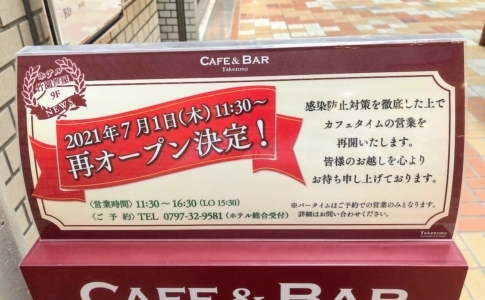 CAFE & BAR
Takezono
ホテル
竹園芦屋
9F
NEWS
2021年7月1日(木) 11:30〜
再オープン決定！
感染防止対策を徹底した上で
カフェタイムの営業を
再開いたします。
皆様のお越しを心より
お待ち申し上げております。
〈営業時間〉11:30 〜 16:30 (LO 15:30)
〈ご 予 約〉TEL 0797-32-9581 (ホテル総合受付)
※バータイムはご予約での営業のみとなります。
詳細はお問い合わせください。
Takezono
CAFE & BAR